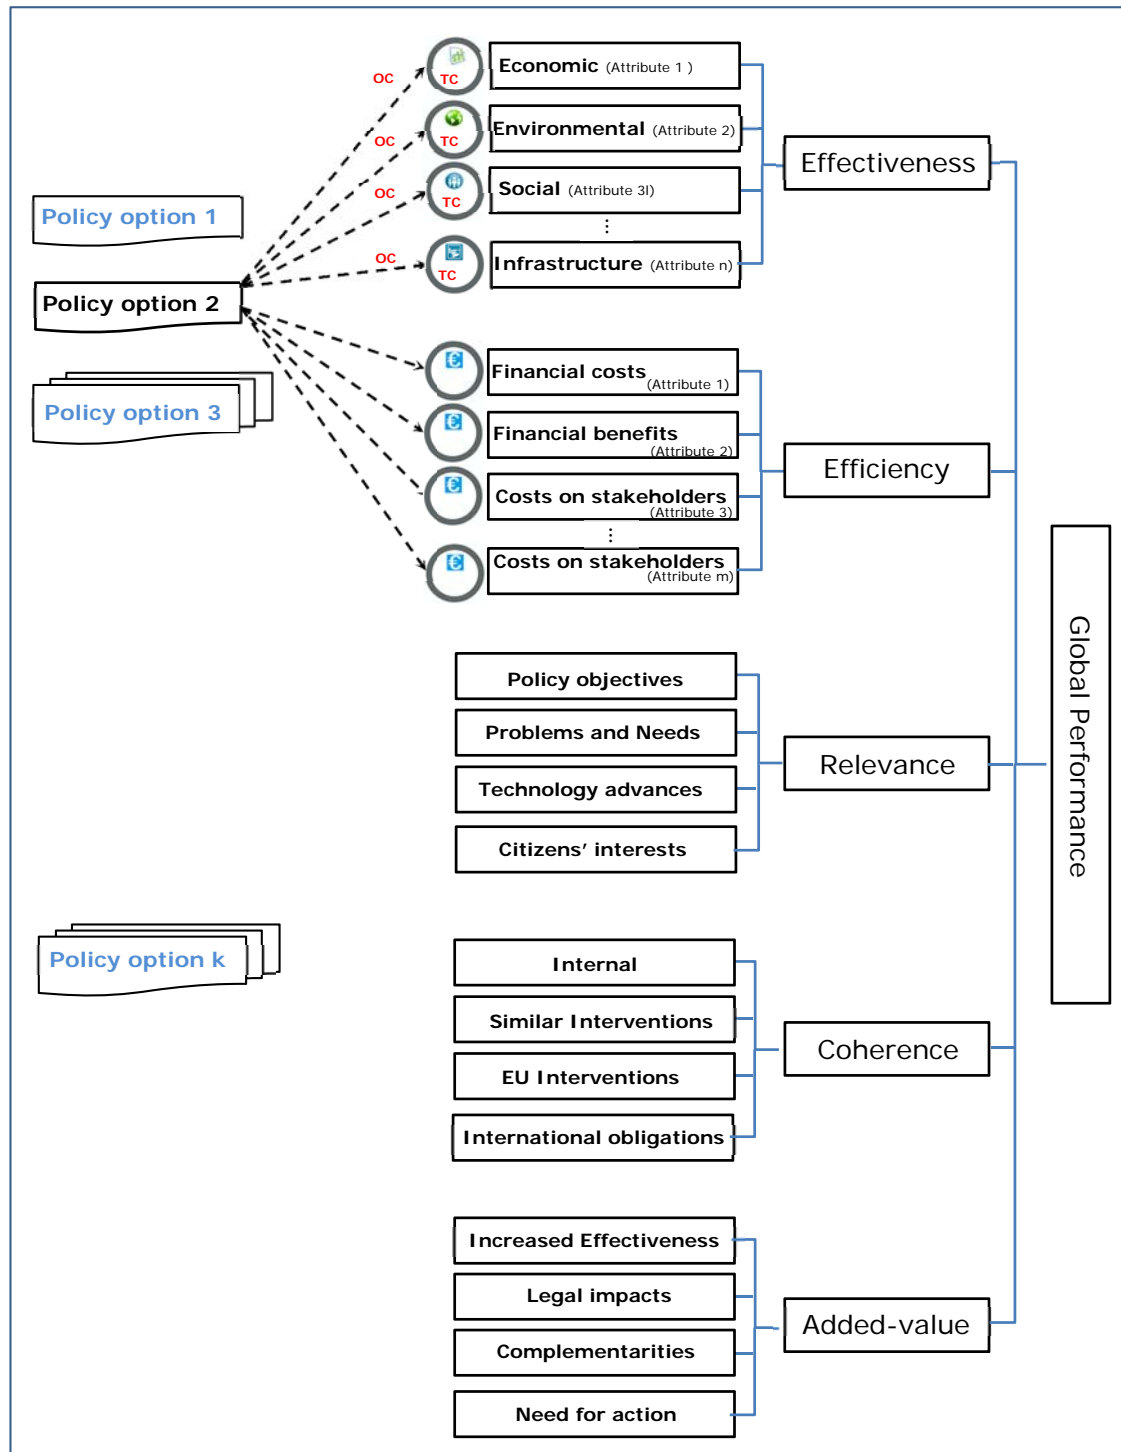 OC
TC
Economic (Attribute 1 )
OC
TC
Environmental (Attribute 2)
OC
TC
Social (Attribute 3l)
⋮
OC
TC
Infrastructure (Attribute n)
Effectiveness
Policy option 1
Policy option 2
Policy option 3
€
Financial costs
(Attribute 1)
€
Financial benefits
(Attribute 2)
€
Costs on stakeholders
(Attribute 3)
⋮
€
Costs on stakeholders
(Attribute m)
Efficiency
Global Performance
Policy objectives
Problems and Needs
Technology advances
Citizens’ interests
Relevance
Policy option k
Internal
Similar Interventions
EU Interventions
International obligations
Coherence
Increased Effectiveness
Legal impacts
Complementarities
Need for action
Added-value